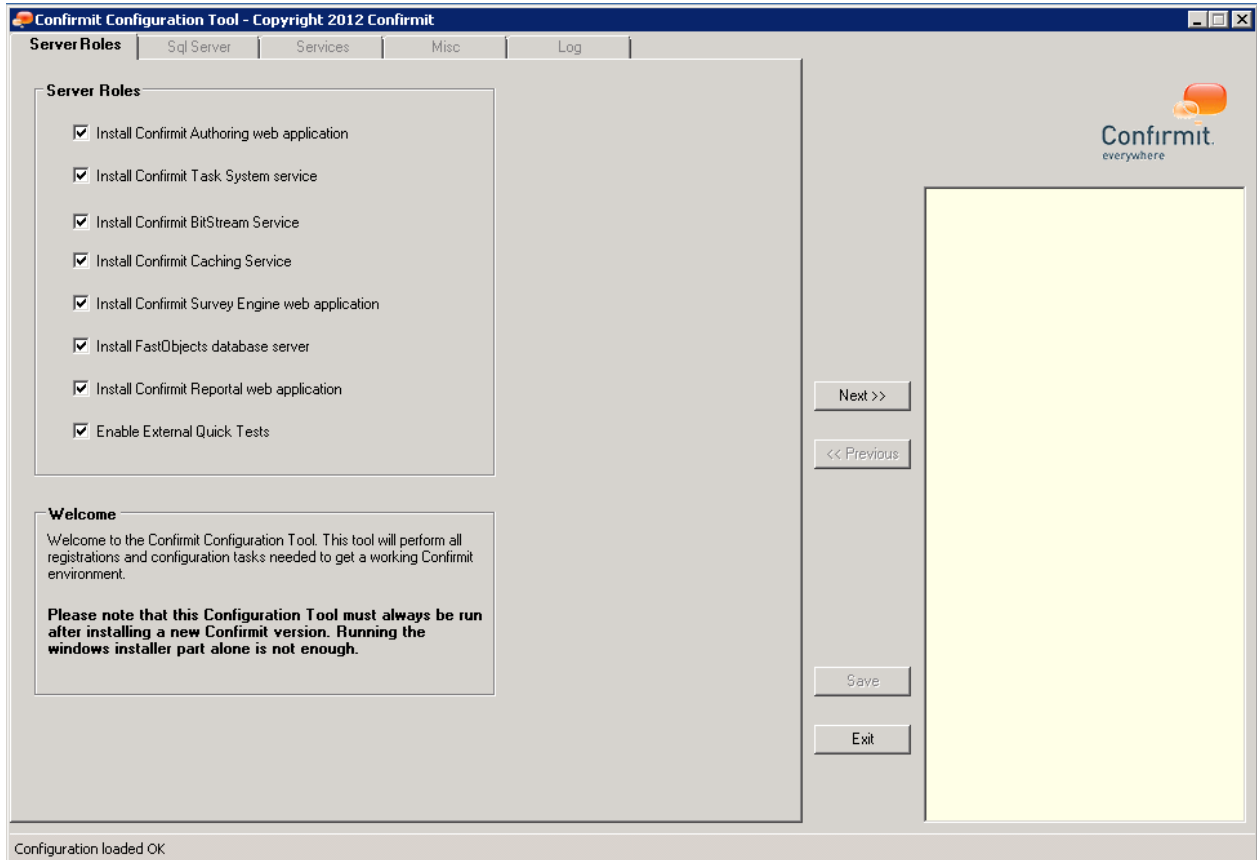 Confirmit Configuration Tool - Copyright 2012 Confirmit
Server Roles
Sql Server
Services
Misc
Log
Server Roles
Install Confirmit Authoring web application
Install Confirmit Task System service
Install Confirmit BitStream Service
Install Confirmit Caching Service
Install Confirmit Survey Engine web application
Install FastObjects database server
Install Confirmit Reportal web application
Enable External Quick Tests
Welcome
Welcome to the Confirmit Configuration Tool. This tool will perform all
registrations and configuration tasks needed to get a working Confirmit
environment.
Please note that this Configuration Tool must always be run
after installing a new Confirmit version. Running the
windows installer part alone is not enough.
Confirmit.
everywhere
Next >>
<< Previous
Save
Exit
Configuration loaded OK